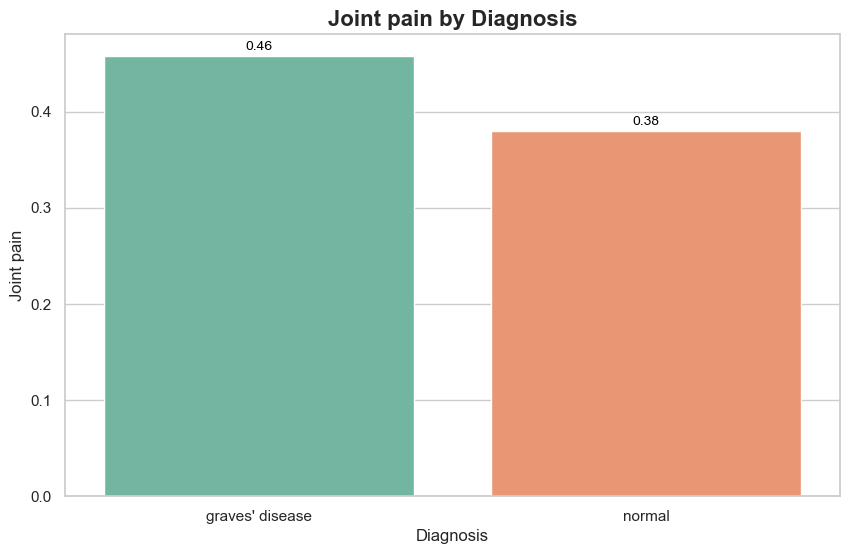 Joint pain by Diagnosis
0.46
0.38
0.4
0.3
0.2
0.1
0.0
Joint pain
graves' disease
normal
Diagnosis